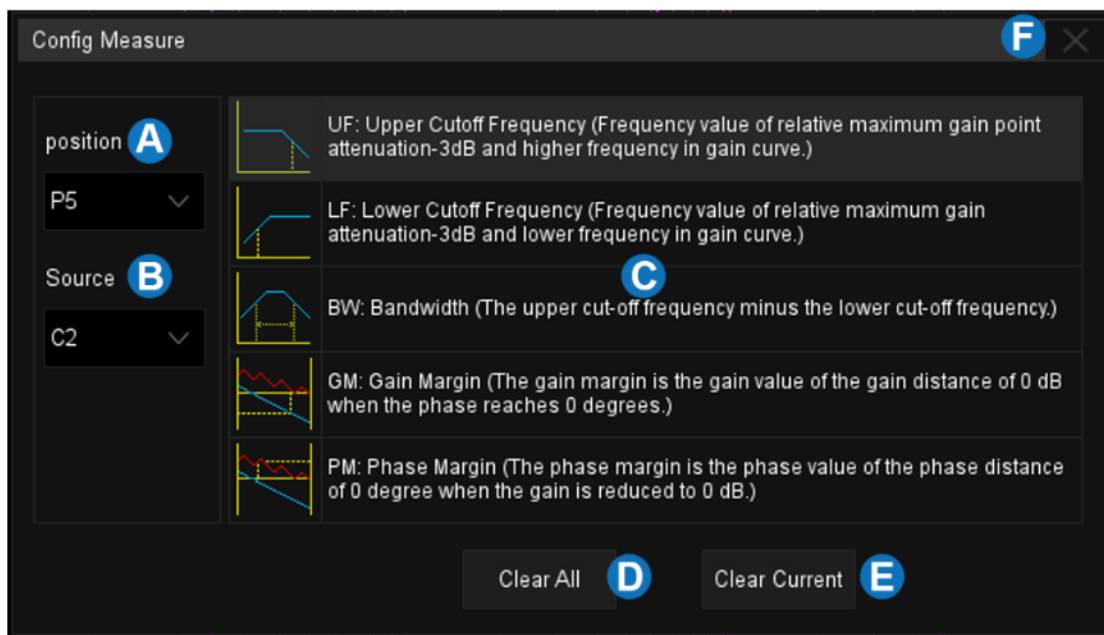 Config Measure
F
position A
P5
Source B
C2
UF: Upper Cutoff Frequency (Frequency value of relative maximum gain point
attenuation-3dB and higher frequency in gain curve.)
LF: Lower Cutoff Frequency (Frequency value of relative maximum gain
attenuation-3dB and lower frequency in gain curve.)
C
BW: Bandwidth (The upper cut-off frequency minus the lower cut-off frequency.)
GM: Gain Margin (The gain margin is the gain value of the gain distance of 0 dB
when the phase reaches 0 degrees.)
PM: Phase Margin (The phase margin is the phase value of the phase distance
of 0 degree when the gain is reduced to 0 dB.)
Clear All D
Clear Current E